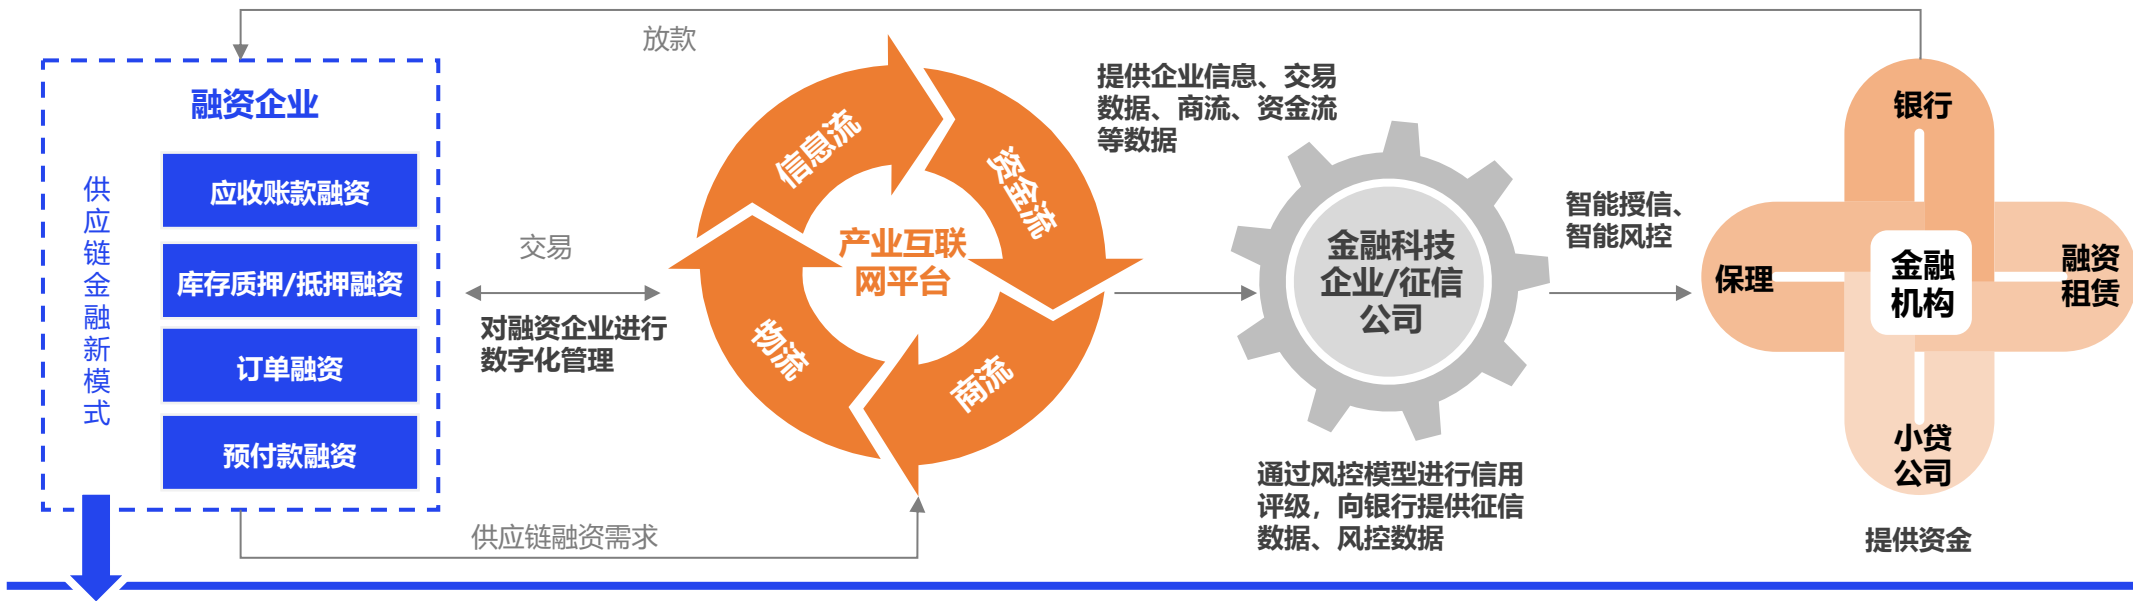 放款
融资企业
供应链金融新模式
应收账款融资
库存质押/抵押融资
订单融资
预付款融资
交易
对融资企业进行
数字化管理
供应链融资需求
信息流
资金流
商流
物流
产业互联
网平台
提供企业信息、交易
数据、商流、资金流
等数据
金融科技
企业/征信
公司
通过风控模型进行信用
评级，向银行提供征信
数据、风控数据
智能授信、
智能风控
银行
保理
金融
机构
融资
租赁
小贷
公司
提供资金